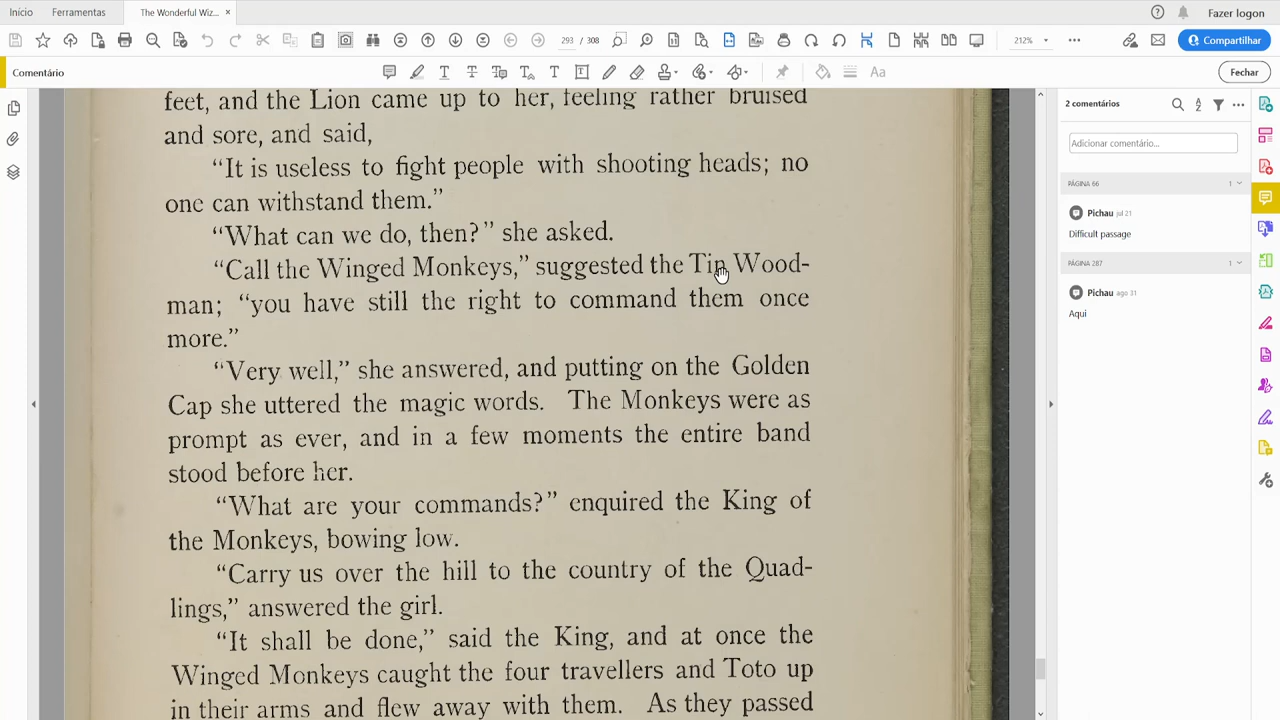 Início
Ferramentas
The Wonderful Wiz...
Fazer logon
293 / 308
212%
Compartilhar
Comentário
Fechar
feet, and the Lion came up to her, feeling rather bruised
and sore, and said,
“It is useless to fight people with shooting heads; no
one can withstand them.”
“What can we do, then?” she asked.
“Call the Winged Monkeys,” suggested the Tin Wood-
man; “you have still the right to command them once
more.”
“Very well,” she answered, and putting on the Golden
Cap she uttered the magic words. The Monkeys were as
prompt as ever, and in a few moments the entire band
stood before her.
“What are your commands?” enquired the King of
the Monkeys, bowing low.
“Carry us over the hill to the country of the Quad-
lings,” answered the girl.
“It shall be done,” said the King, and at once the
Winged Monkeys caught the four travellers and Toto up
in their arms and flew away with them. As they passed
2 comentários
Adicionar comentário...
PÁGINA 66
1
Pichau jul 21
Difficult passage
PÁGINA 287
1
Pichau ago 31
Aqui